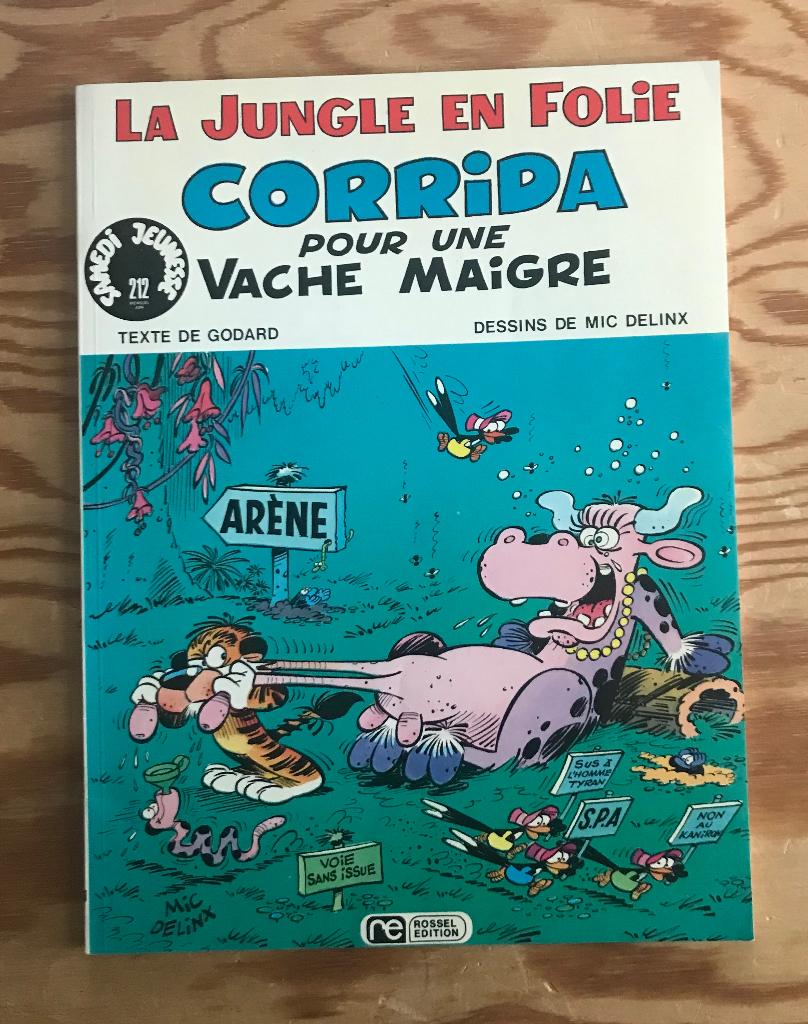 LA JUNGLE EN FOLiE
CORRiDA
POUR UNE
VACHE MAiGRE
SAMEDi JEUNESSE
212
TEXTE DE GODARD
DESSINS DE MIC DELINX
ARÈNE
SUS À
L'HOMME
TYRAN
S.P.A
NON
AU
VOiE
SANS iSSUE
MiC
DELiNX
re ROSSEL
EDITION